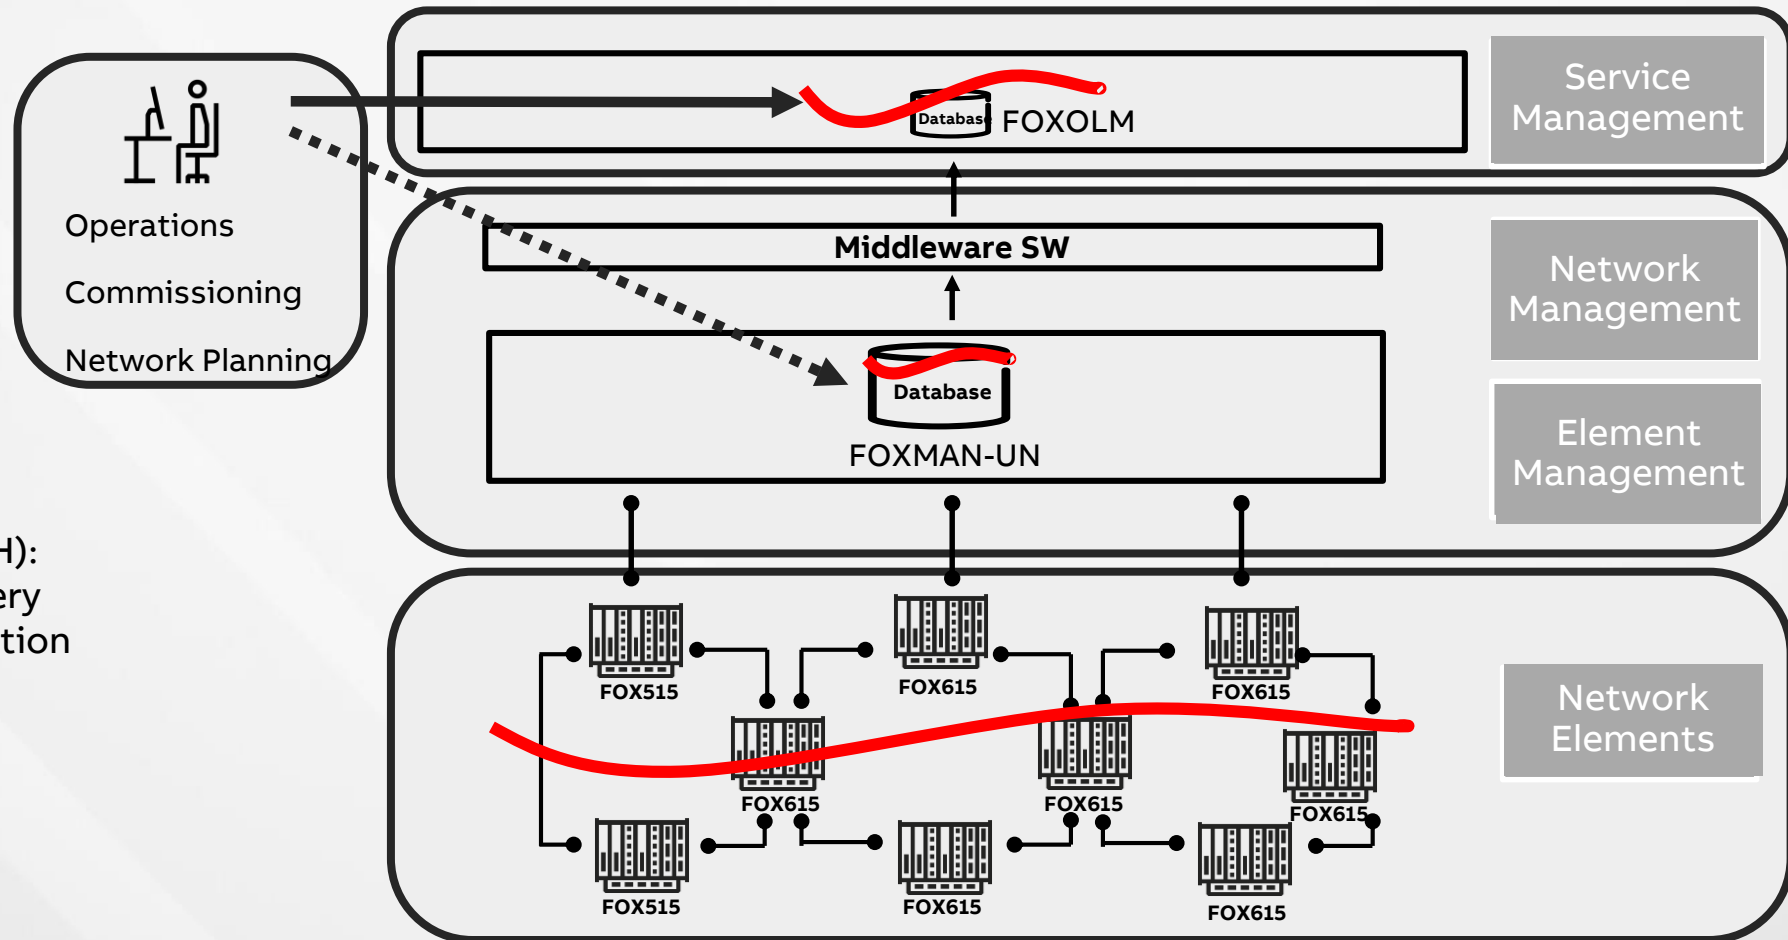 Operations
Commissioning
Network Planning
H):
ery
tion
Database FOXOLM
Service
Management
Middleware SW
Network
Management
Database
FOXMAN-UN
Element
Management
FOX515
FOX615
FOX615
FOX615
FOX615
FOX615
FOX515
FOX615
FOX615
Network
Elements